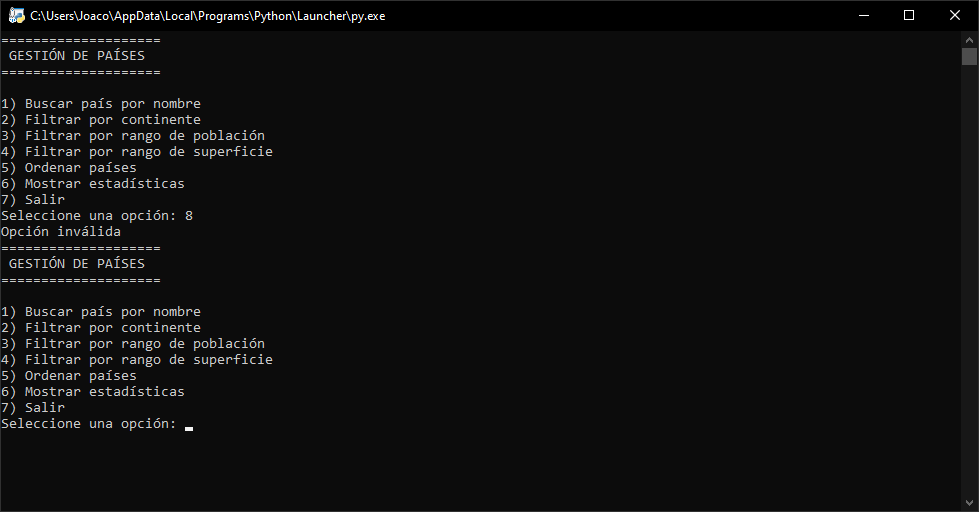 C:\Users\Joaco\AppData\Local\Programs\Python\Launcher\py.exe
====================
 GESTIÓN DE PAÍSES
====================

1) Buscar país por nombre
2) Filtrar por continente
3) Filtrar por rango de población
4) Filtrar por rango de superficie
5) Ordenar países
6) Mostrar estadísticas
7) Salir
Seleccione una opción: 8
Opción inválida
====================
 GESTIÓN DE PAÍSES
====================

1) Buscar país por nombre
2) Filtrar por continente
3) Filtrar por rango de población
4) Filtrar por rango de superficie
5) Ordenar países
6) Mostrar estadísticas
7) Salir
Seleccione una opción: